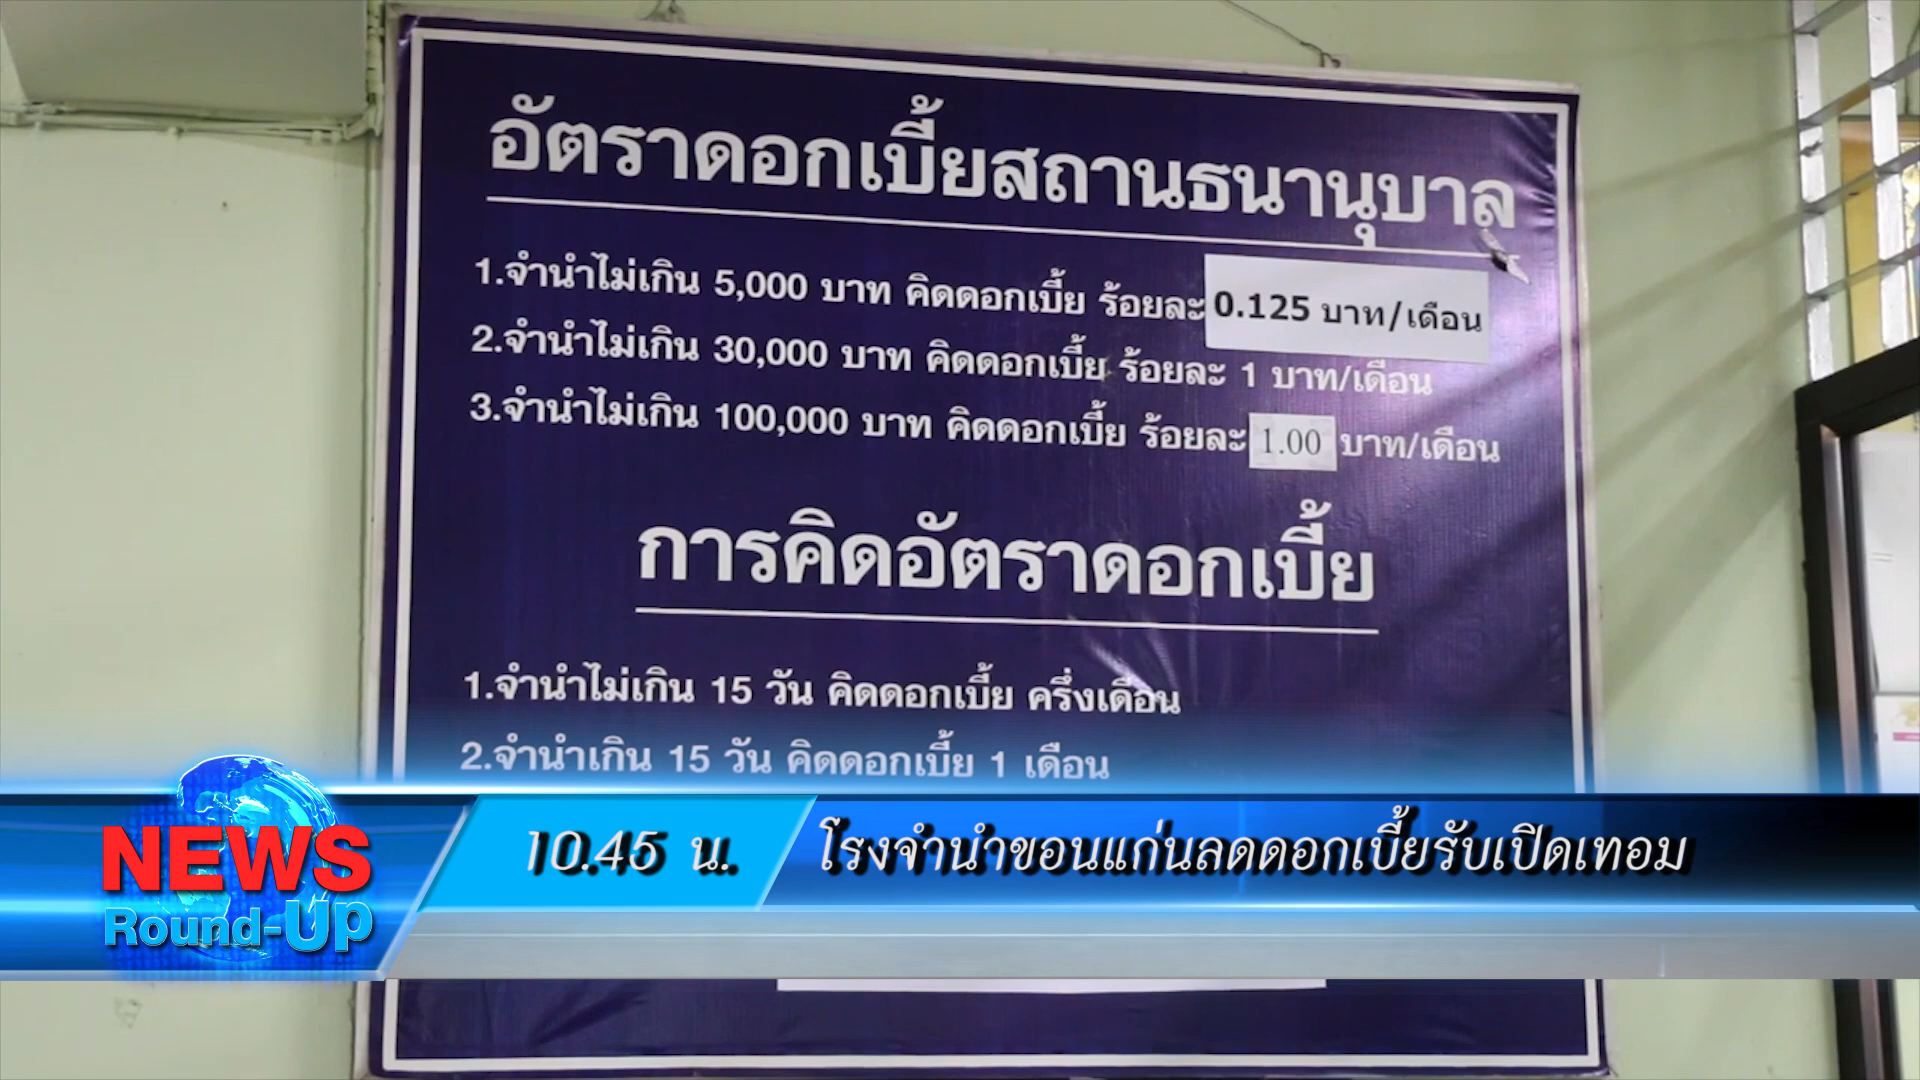 อัตราดอกเบี้ยสถานธนานุบาล
1.จำนำไม่เกิน 5,000 บาท คิดดอกเบี้ย ร้อยละ 0.125 บาท/เดือน
2.จำนำไม่เกิน 30,000 บาท คิดดอกเบี้ย ร้อยละ 1 บาท/เดือน
3.จำนำไม่เกิน 100,000 บาท คิดดอกเบี้ย ร้อยละ 1.00 บาท/เดือน
การคิดอัตราดอกเบี้ย
1.จำนำไม่เกิน 15 วัน คิดดอกเบี้ย ครึ่งเดือน
2.จำนำเกิน 15 วัน คิดดอกเบี้ย 1 เดือน
NEWS
Round-Up
10.45 น.
โรงจำนำขอนแก่นลดดอกเบี้ยรับเปิดเทอม